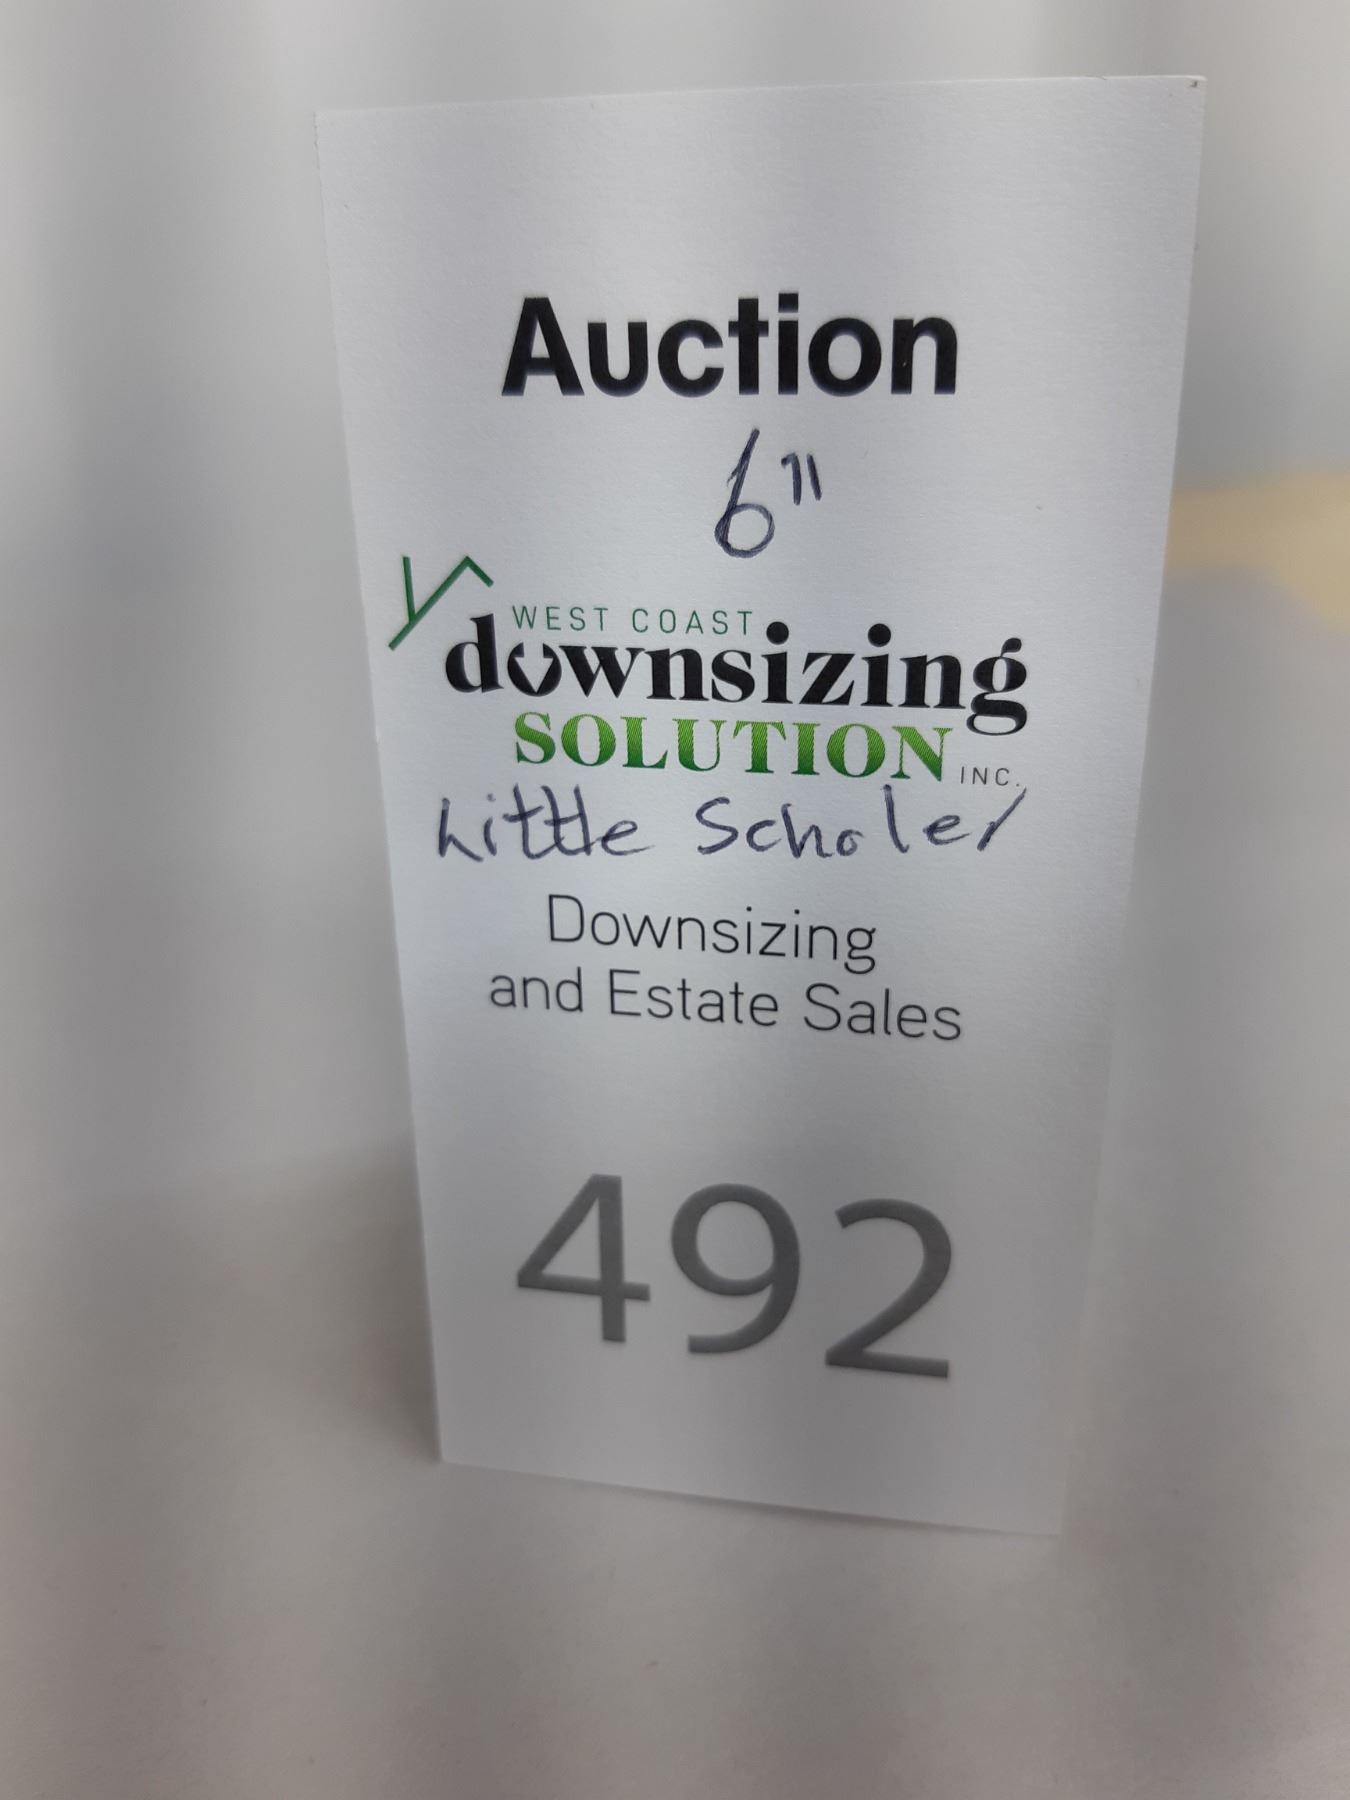 Auction
6"
WEST COAST
downsizing
SOLUTION INC.
Little Scholer
Downsizing
and Estate Sales
492